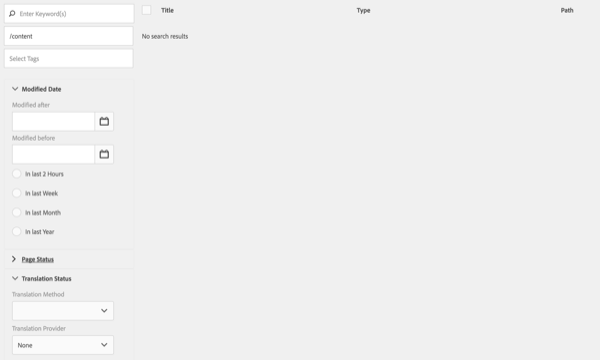 Enter Keyword(s)
Title Type Path
/content
No search results
Select Tags
Modified Date
Modified after
Modified before
In last 2 Hours
In last Week
In last Month
In last Year
Page Status
Translation Status
Translation Method
Translation Provider
None